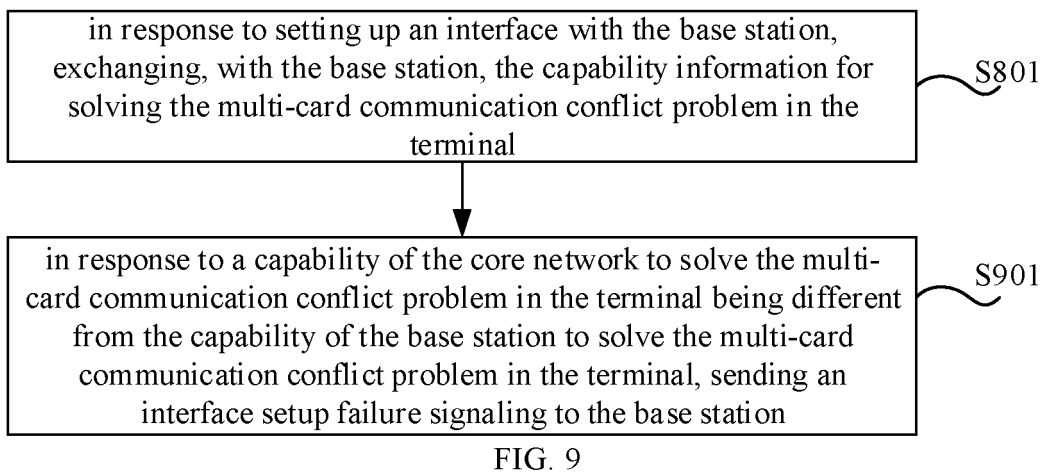 in response to setting up an interface with the base station,
exchanging, with the base station, the capability information for
solving the multi-card communication conflict problem in the
terminal
S801
in response to a capability of the core network to solve the multi-
card communication conflict problem in the terminal being different
from the capability of the base station to solve the multi-card
communication conflict problem in the terminal, sending an
interface setup failure signaling to the base station
S901
FIG. 9